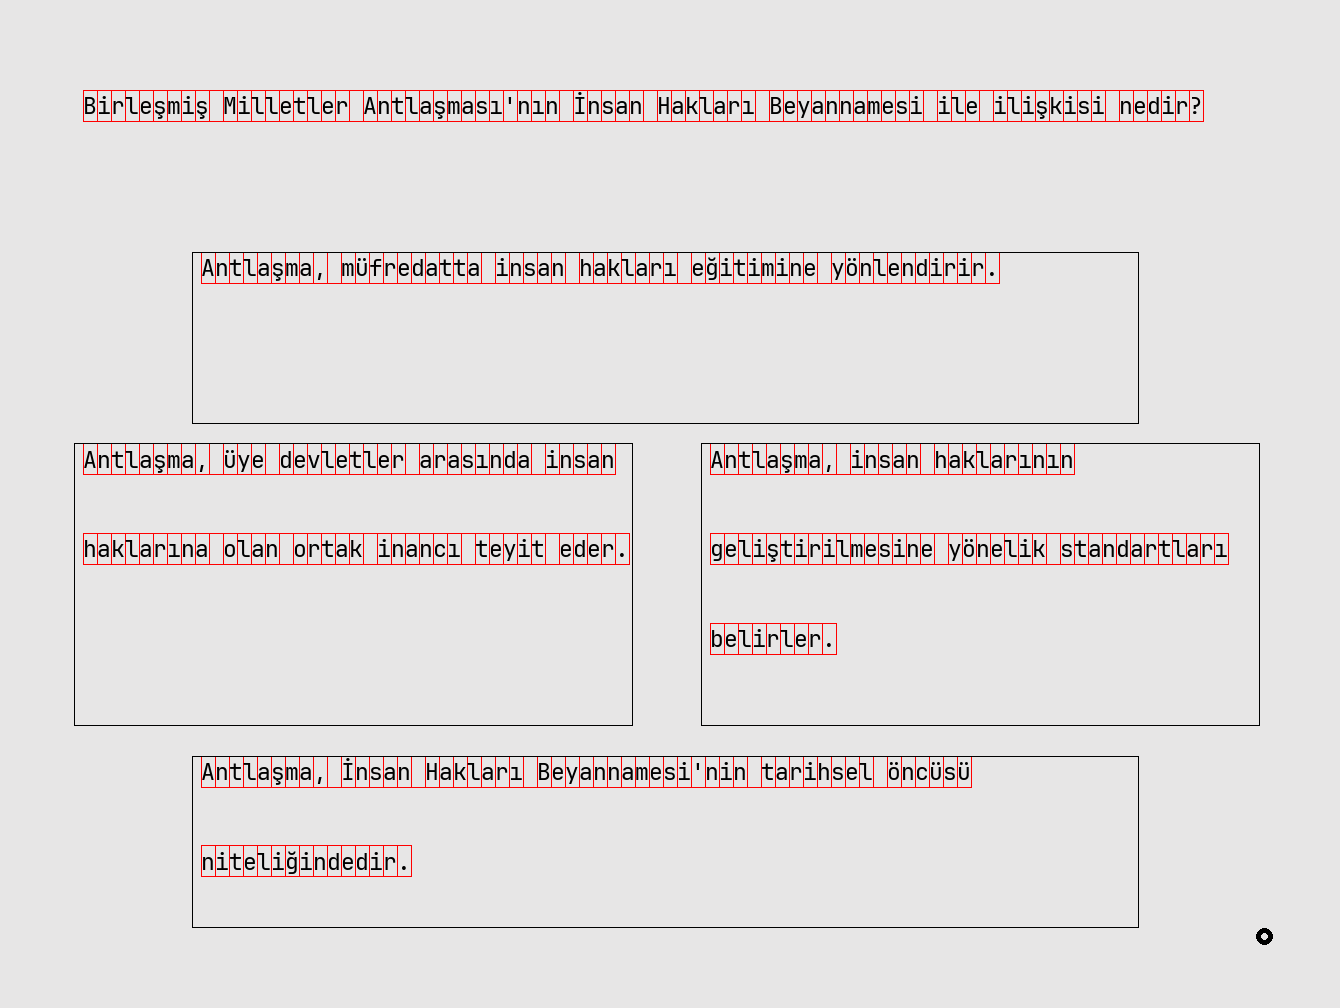 Birleşmiş Milletler Antlaşması'nın İnsan Hakları Beyannamesi ile ilişkisi nedir?
Antlaşma, müfredatta insan hakları eğitimine yönlendirir.
Antlaşma, üye devletler arasında insan
haklarına olan ortak inancı teyit eder.
Antlaşma, insan haklarının
geliştirilmesine yönelik standartları
belirler.
Antlaşma, İnsan Hakları Beyannamesi'nin tarihsel öncüsü
niteliğindedir.